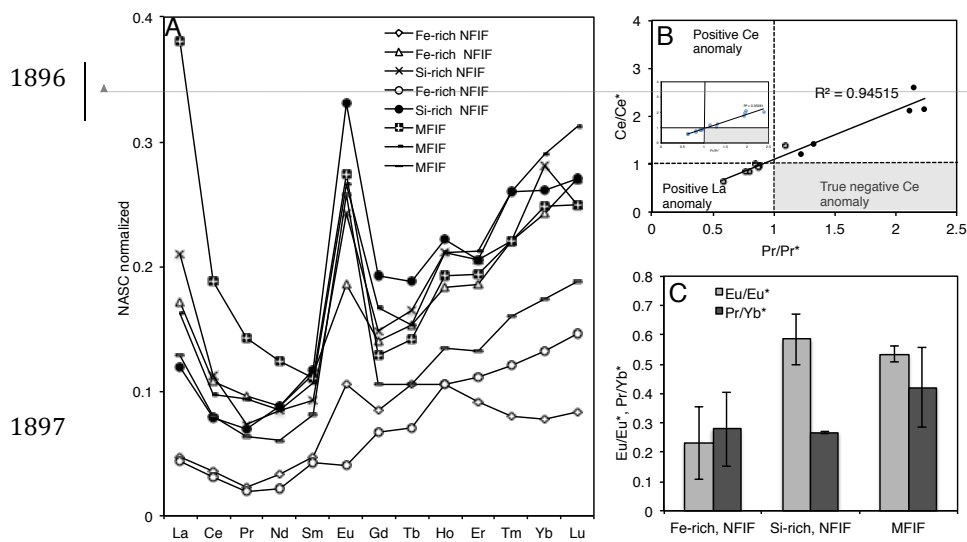 1896
1897
A
0.4
0.3
0.2
0.1
0
NASC normalized
Fe-rich NFIF
Fe-rich NFIF
Si-rich NFIF
Fe-rich NFIF
Si-rich NFIF
MFIF
MFIF
MFIF
La Ce Pr Nd Sm Eu Gd Tb Ho Er Tm Yb Lu
B
4
3
2
1
0
Ce/Ce*
Positive Ce
anomaly
R² = 0.94515
Positive La
anomaly
True negative Ce
anomaly
0 0.5 1 1.5 2 2.5
Pr/Pr*
C
0.8
0.7
0.6
0.5
0.4
0.3
0.2
0.1
0
Eu/Eu*, Pr/Yb*
Eu/Eu*
Pr/Yb*
Fe-rich, NFIF Si-rich, NFIF MFIF